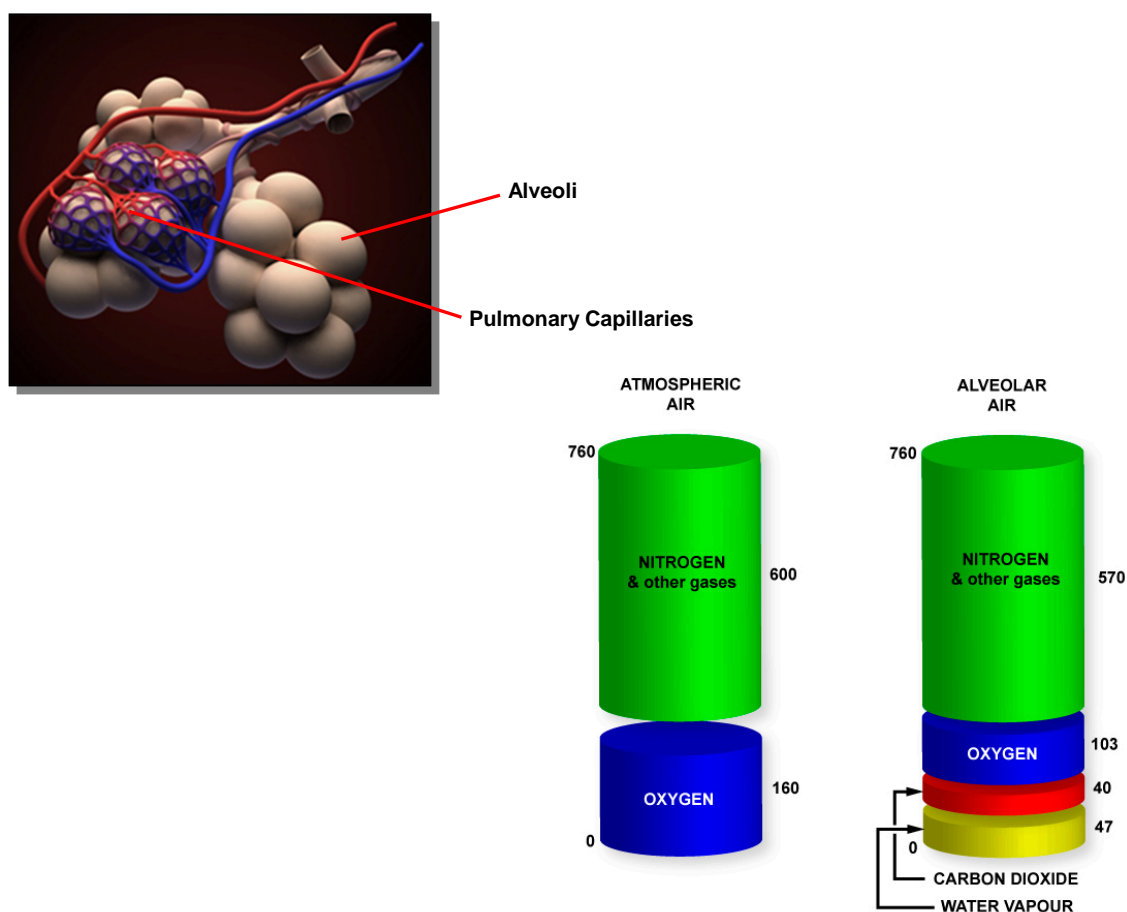 Alveoli
Pulmonary Capillaries
ATMOSPHERIC
AIR
760
NITROGEN
& other gases
600
OXYGEN
160
0
ALVEOLAR
AIR
760
NITROGEN
& other gases
570
OXYGEN
103
40
47
0
CARBON DIOXIDE
WATER VAPOUR